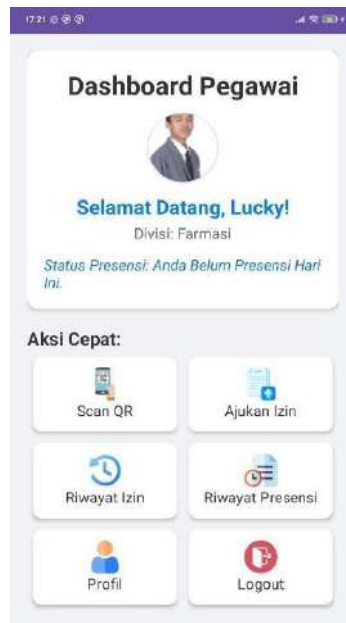 17.21
Dashboard Pegawai
Selamat Datang, Lucky!
Divisi: Farmasi
Status Presensi: Anda Belum Presensi Hari
Ini.
Aksi Cepat:
Scan QR
Ajukan Izin
Riwayat Izin
Riwayat Presensi
Profil
Logout